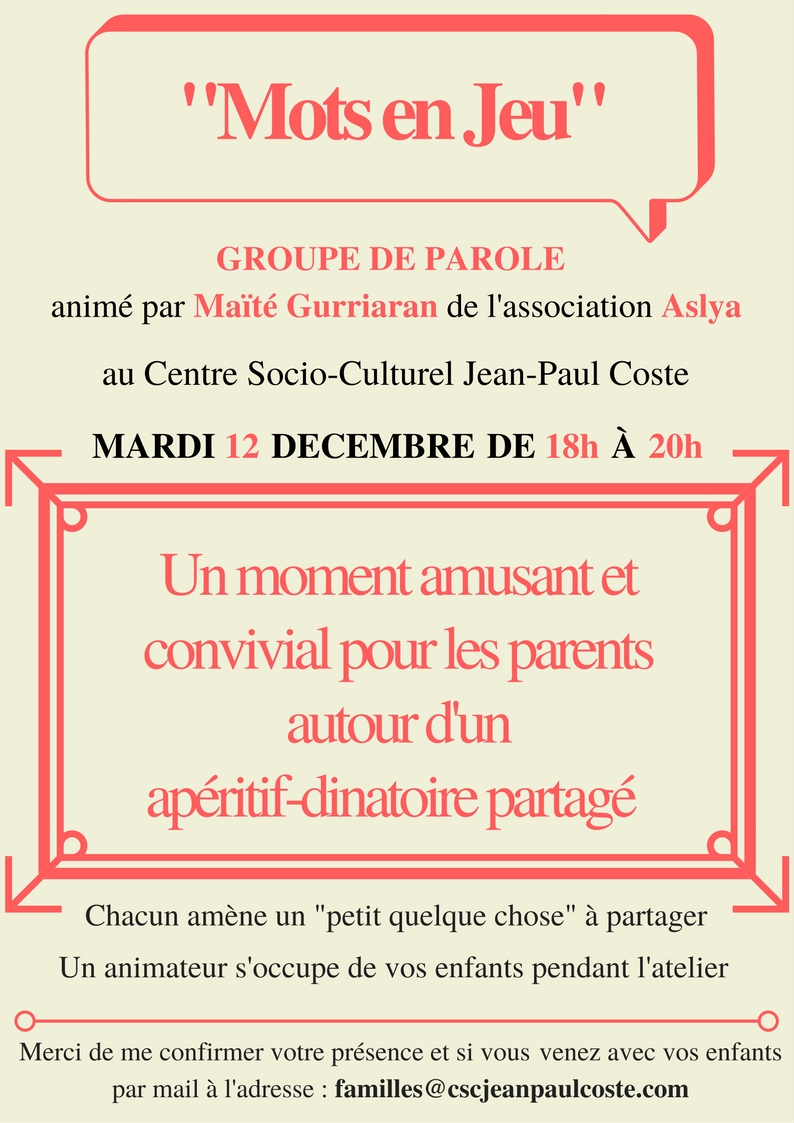 "Mots en Jeu"
GROUPE DE PAROLE
animé par Maïté Gurriaran de l'association Aslya
au Centre Socio-Culturel Jean-Paul Coste
MARDI 12 DECEMBRE DE 18h À 20h
Un moment amusant et
convivial pour les parents
autour d'un
apéritif-dinatoire partagé
Chacun amène un "petit quelque chose" à partager
Un animateur s'occupe de vos enfants pendant l'atelier
Merci de me confirmer votre présence et si vous venez avec vos enfants
par mail à l'adresse : familles@cscjeanpaulcoste.com